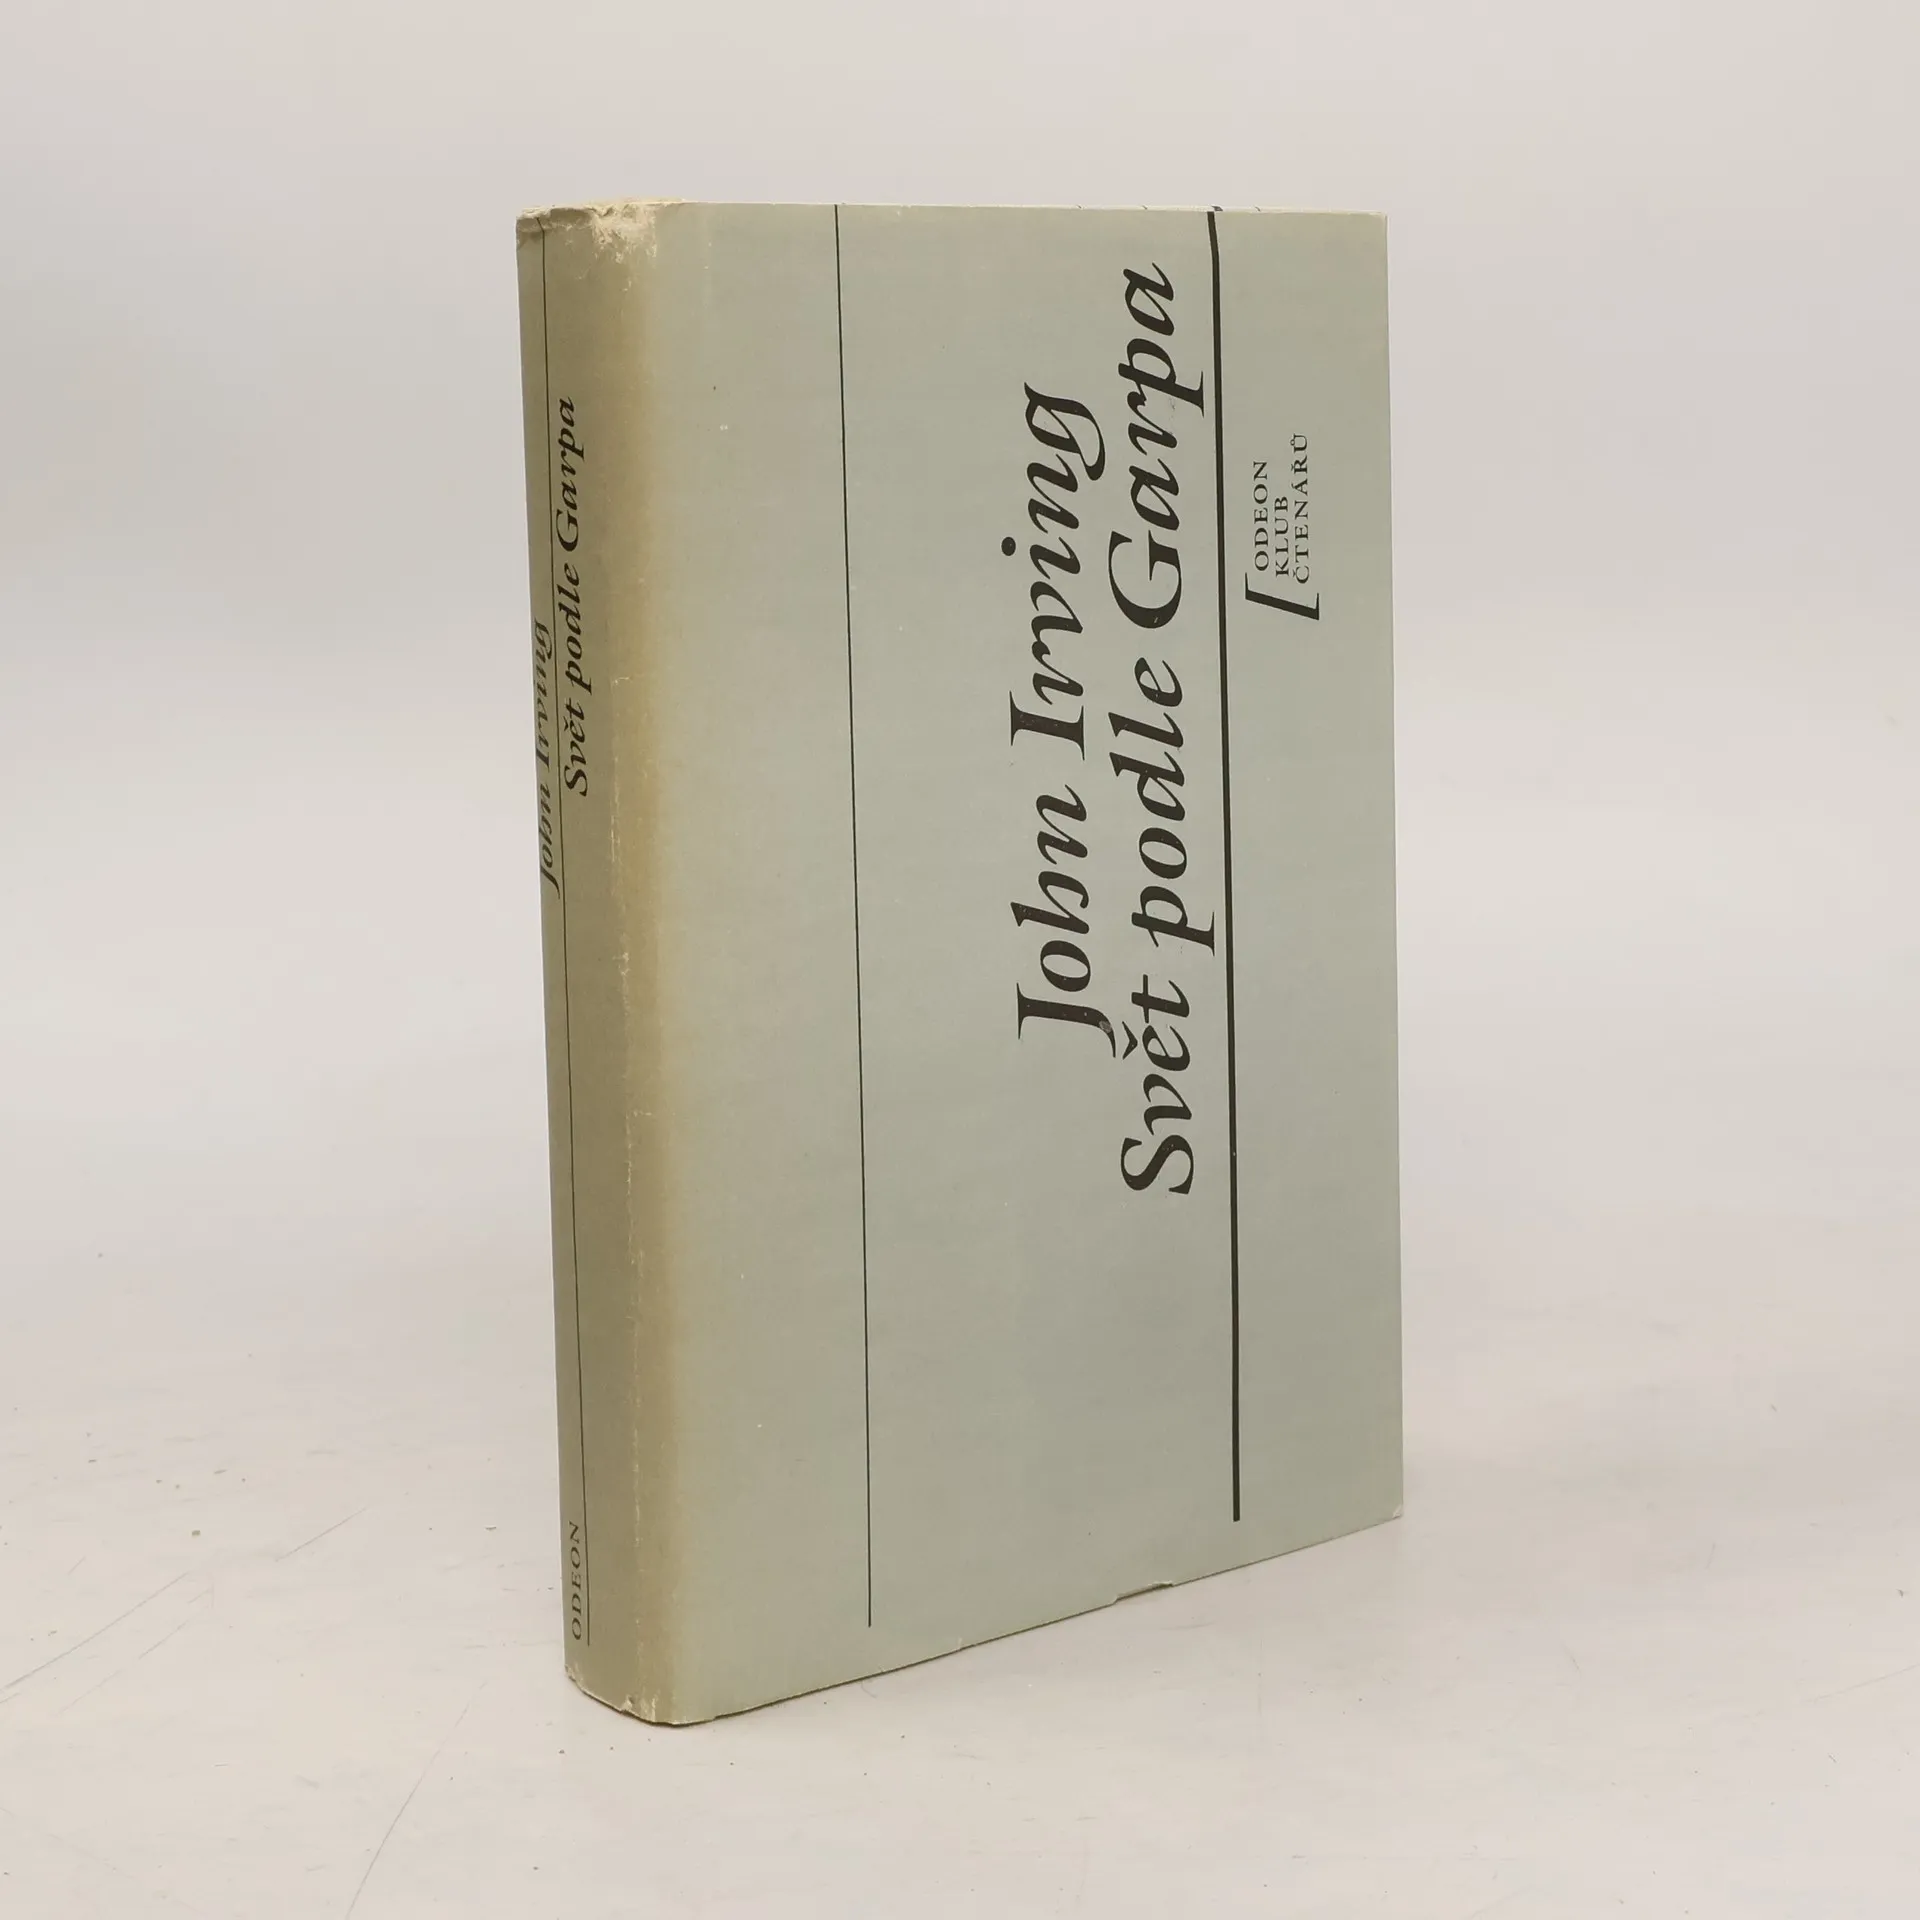 John Irving
Svět podle Garpa
ODEON
John Irving
Svět podle Garpa
ODEON
KLUB
ČTENÁŘŮ